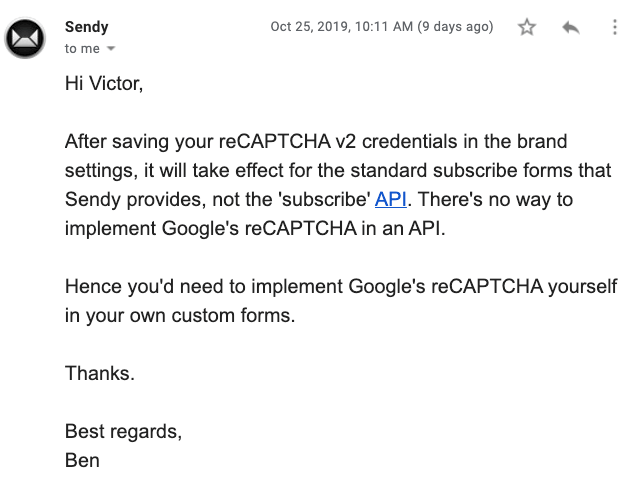 Sendy
Oct 25, 2019, 10:11 AM (9 days ago)
to me
Hi Victor,
After saving your reCAPTCHA v2 credentials in the brand
settings, it will take effect for the standard subscribe forms that
Sendy provides, not the 'subscribe' API. There's no way to
implement Google's reCAPTCHA in an API.
Hence you'd need to implement Google's reCAPTCHA yourself
in your own custom forms.
Thanks.
Best regards,
Ben